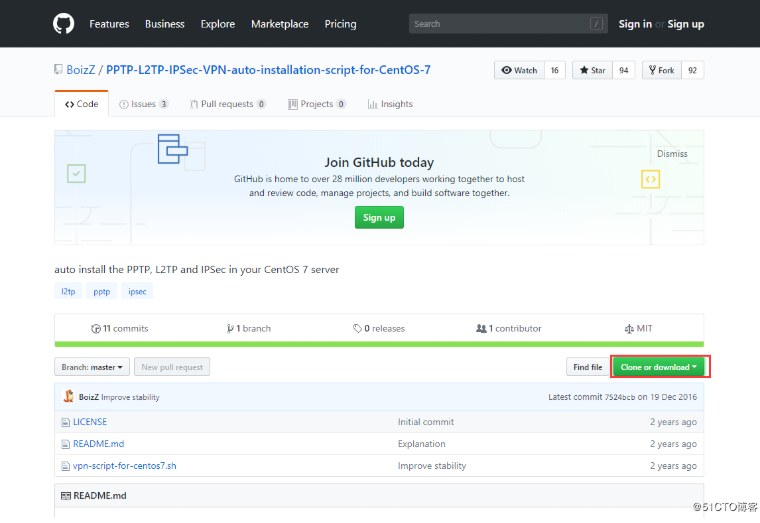 Features Business Explore Marketplace Pricing Search / Sign in or Sign up
BoizZ / PPTP-L2TP-IPSec-VPN-auto-installation-script-for-CentOS-7 Watch 16 Star 94 Fork 92
Code Issues 3 Pull requests 0 Projects 0 Insights
Dismiss
Join GitHub today
GitHub is home to over 28 million developers working together to host
and review code, manage projects, and build software together.
Sign up
auto install the PPTP, L2TP and IPSec in your CentOS 7 server
l2tp pptp ipsec
11 commits 1 branch 0 releases 1 contributor MIT
Branch: master New pull request Find file Clone or download
BoizZ Improve stability Latest commit 7524bcb on 19 Dec 2016
LICENSE Initial commit 2 years ago
README.md Explanation 2 years ago
vpn-script-for-centos7.sh Improve stability 2 years ago
README.md
@51CTO博客